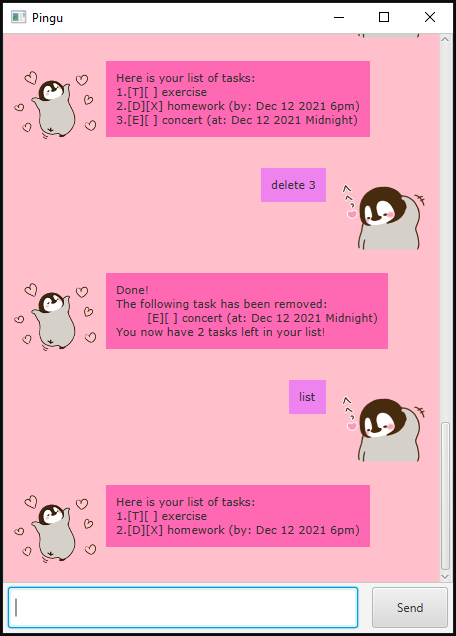 Pingu
Here is your list of tasks:
1.[T][ ] exercise
2.[D][X] homework (by: Dec 12 2021 6pm)
3.[E][ ] concert (at: Dec 12 2021 Midnight)
delete 3
Done!
The following task has been removed:
[E][ ] concert (at: Dec 12 2021 Midnight)
You now have 2 tasks left in your list!
list
Here is your list of tasks:
1.[T][ ] exercise
2.[D][X] homework (by: Dec 12 2021 6pm)
Send